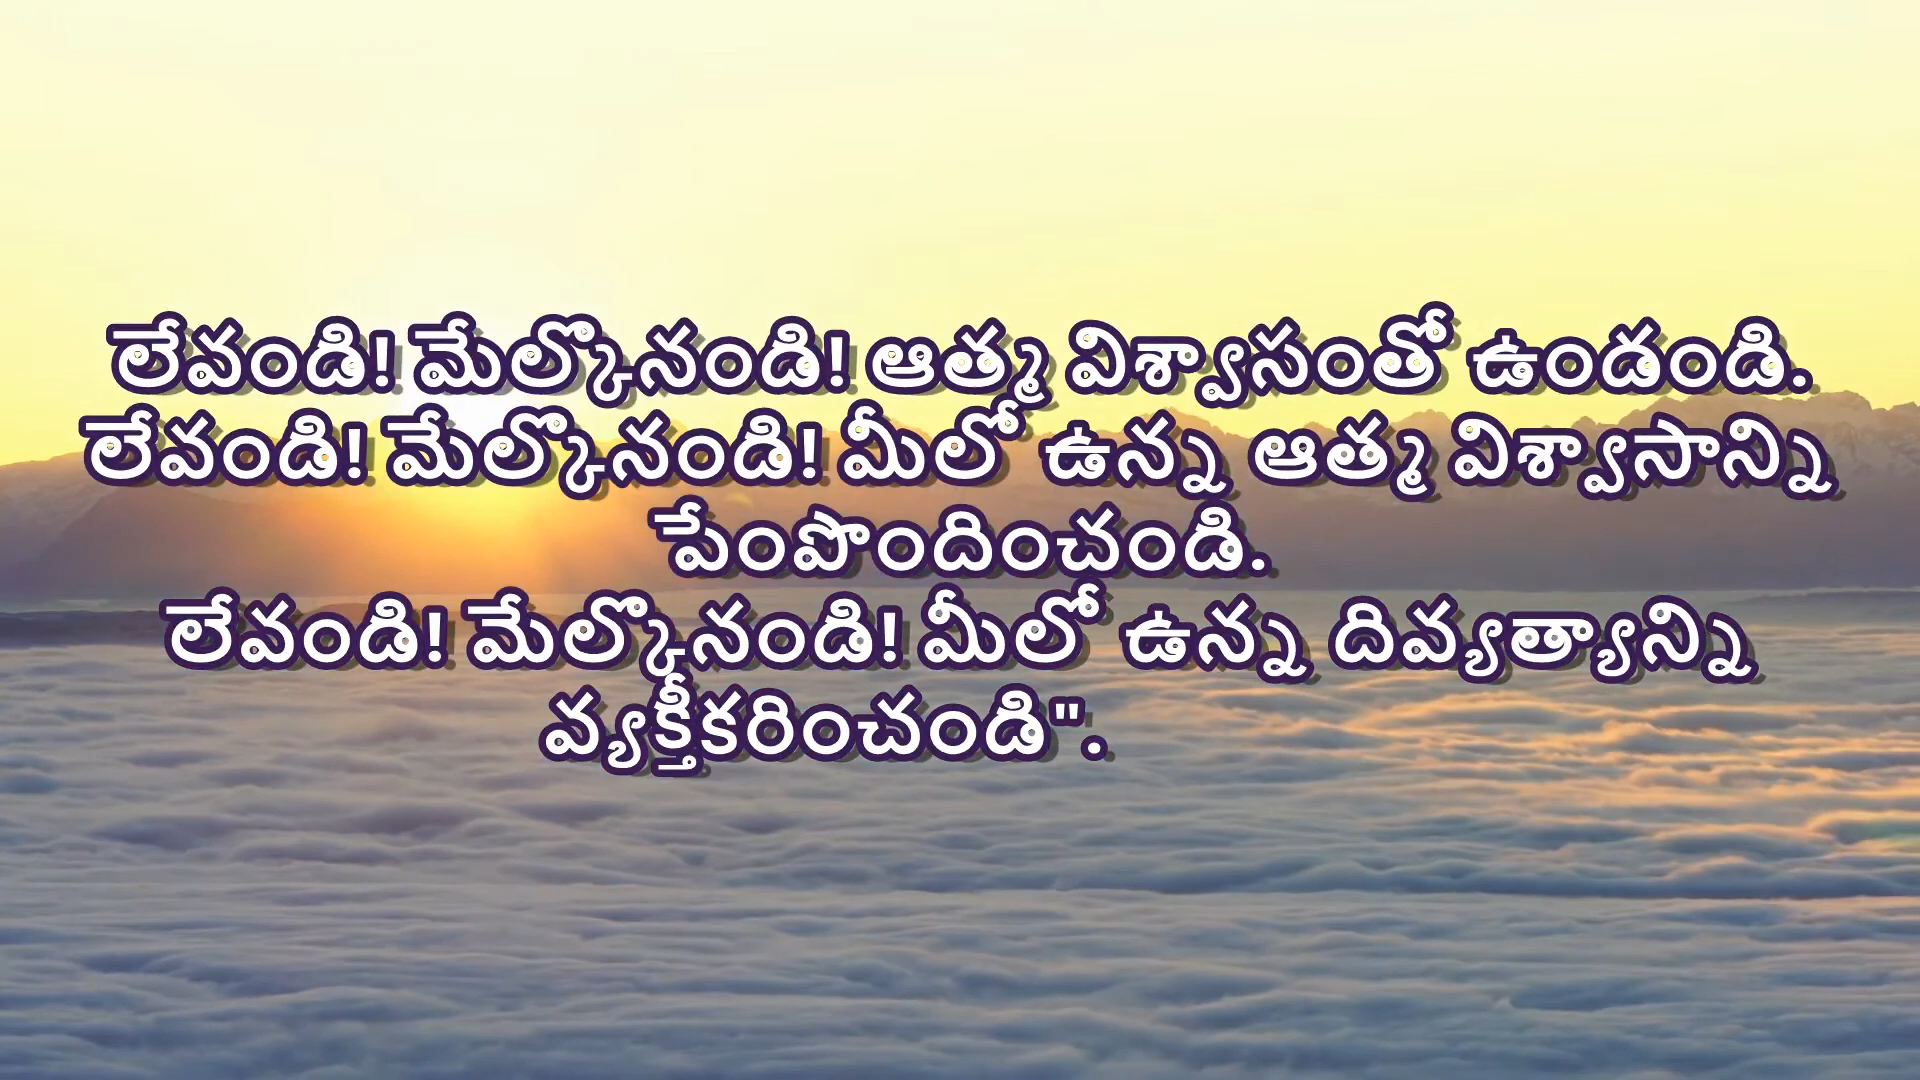 లేవండి! మేల్కొనండి! ఆత్మ విశ్వాసంతో ఉండండి.
లేవండి! మేల్కొనండి! మీలో ఉన్న ఆత్మ విశ్వాసాన్ని
పేంపొందించండి.
లేవండి! మేల్కొనండి! మీలో ఉన్న దివ్యత్యాన్ని
వ్యక్తీకరించండి".